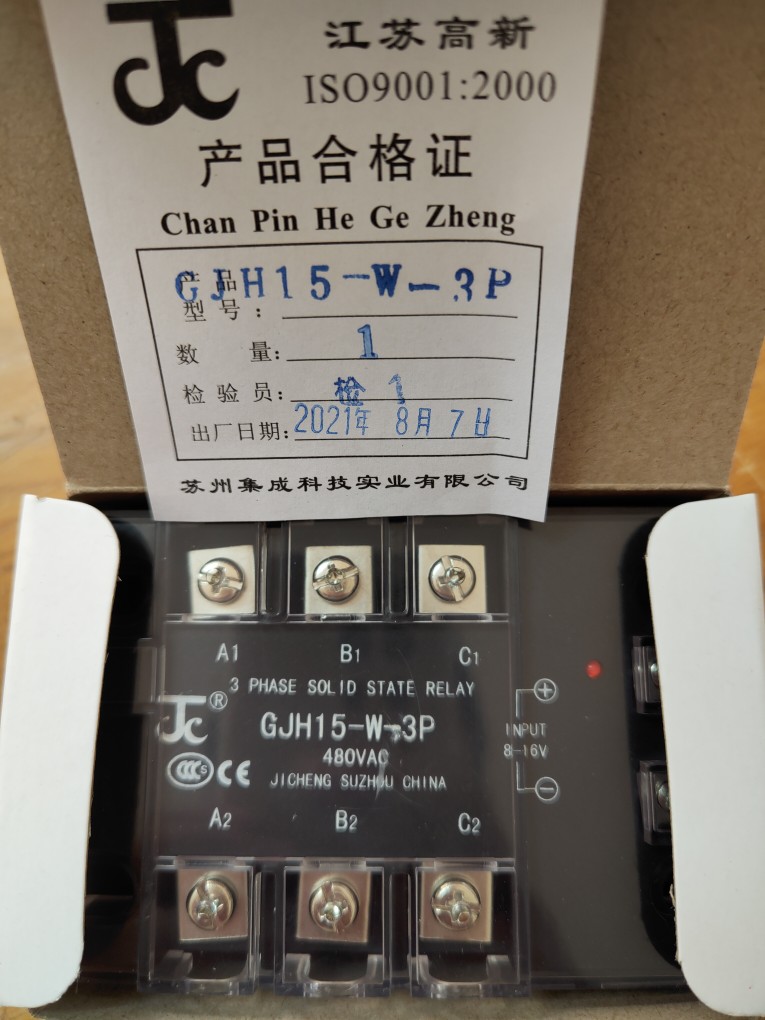 JC
江苏高新
ISO9001:2000
产品合格证
Chan Pin He Ge Zheng
产品
GJH15-W-3P
型号:
数 量: 1
检验员: 检 1
出厂日期: 2021年 8月 7日
苏州集成科技实业有限公司
A1 B1 C1
3 PHASE SOLID STATE RELAY
JC®
GJH15-W-3P
480VAC
CCC S CE
JICHENG SUZHOU CHINA
A2 B2 C2
+
INPUT
8-16V
−